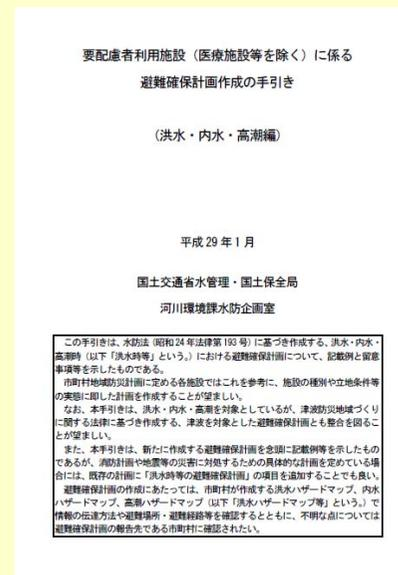 要配慮者利用施設（医療施設等を除く）に係る
避難確保計画作成の手引き
（洪水・内水・高潮編）
平成29年1月
国土交通省水管理・国土保全局
河川環境課水防企画室
この手引きは、水防法（昭和24年法律第193号）に基づき作成する、洪水・内水・
高潮時（以下「洪水時等」という。）における避難確保計画について、記載例と留意
事項等を示したものである。
市町村地域防災計画に定める各施設ではこれを参考に、施設の種別や立地条件等
の実態に即した計画を作成することが望ましい。
なお、本手引きは、洪水・内水・高潮を対象としているが、津波防災地域づくり
に関する法律に基づき作成する、津波を対象とした避難確保計画とも整合を図るこ
とが望ましい。
また、本手引きは、新たに作成する避難確保計画を念頭に記載例等を示したもの
であるが、消防計画や地震等の災害に対処するための具体的な計画を定めている場
合には、既存の計画に「洪水時等の避難確保計画」の項目を追加することでも良い。
避難確保計画の作成にあたっては、市町村が作成する洪水ハザードマップ、内水
ハザードマップ、高潮ハザードマップ（以下「洪水ハザードマップ等」という。）で
情報の伝達方法や避難場所・避難経路等を確認するとともに、不明な点については
避難確保計画の報告先である市町村に確認されたい。